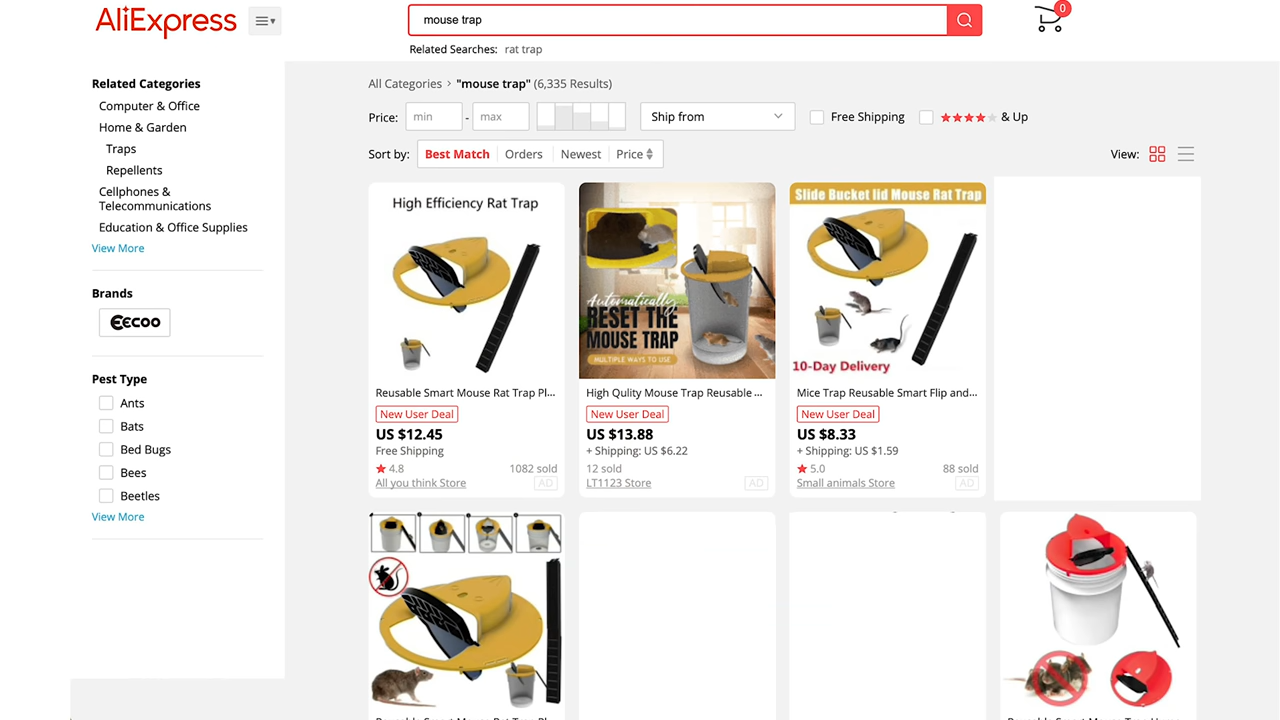 AliExpress
mouse trap
0
Related Searches: rat trap
Related Categories
Computer & Office
Home & Garden
Traps
Repellents
Cellphones &
Telecommunications
Education & Office Supplies
View More
Brands
Eecoo
Pest Type
Ants
Bats
Bed Bugs
Bees
Beetles
View More
All Categories > "mouse trap" (6,335 Results)
Price: min - max Ship from Free Shipping & Up
Sort by: Best Match Orders Newest Price View:
High Efficiency Rat Trap
Reusable Smart Mouse Rat Trap Pl...
New User Deal
US $12.45
Free Shipping
4.8 1082 sold
All you think Store AD
Automatically
RESET THE
MOUSE TRAP
MULTIPLE WAYS TO USE
High Qulity Mouse Trap Reusable ...
New User Deal
US $13.88
+ Shipping: US $6.22
12 sold
LT1123 Store AD
Slide Bucket lid Mouse Rat Trap
10-Day Delivery
Mice Trap Reusable Smart Flip and...
New User Deal
US $8.33
+ Shipping: US $1.59
5.0 88 sold
Small animals Store AD